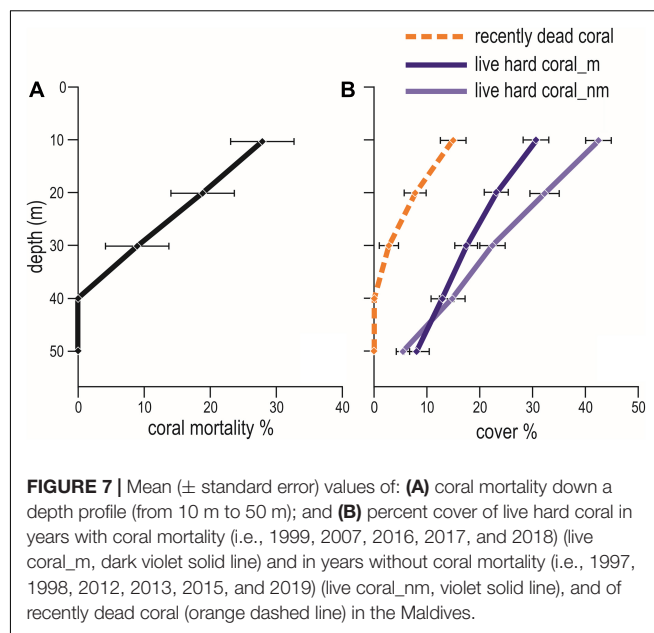 recently dead coral
live hard coral_m
live hard coral_nm
A
B
0
10
20
30
40
50
depth (m)
0 10 20 30 40
coral mortality %
0 10 20 30 40 50
cover %
FIGURE 7 | Mean (± standard error) values of: (A) coral mortality down a
depth profile (from 10 m to 50 m); and (B) percent cover of live hard coral in
years with coral mortality (i.e., 1999, 2007, 2016, 2017, and 2018) (live
coral_m, dark violet solid line) and in years without coral mortality (i.e., 1997,
1998, 2012, 2013, 2015, and 2019) (live coral_nm, violet solid line), and of
recently dead coral (orange dashed line) in the Maldives.